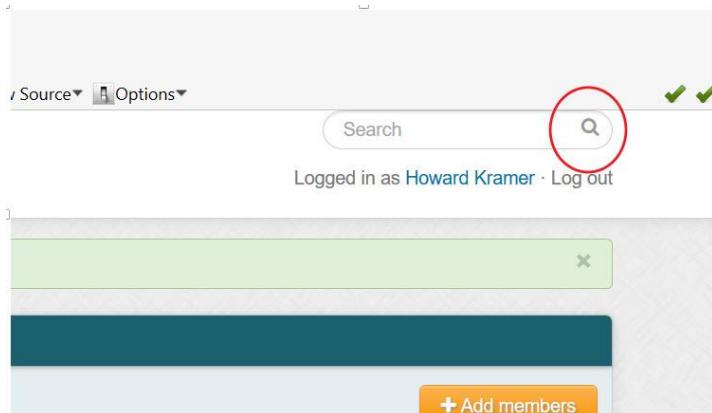 Source▾ Options▾
Search
Logged in as Howard Kramer · Log out
×
+ Add members